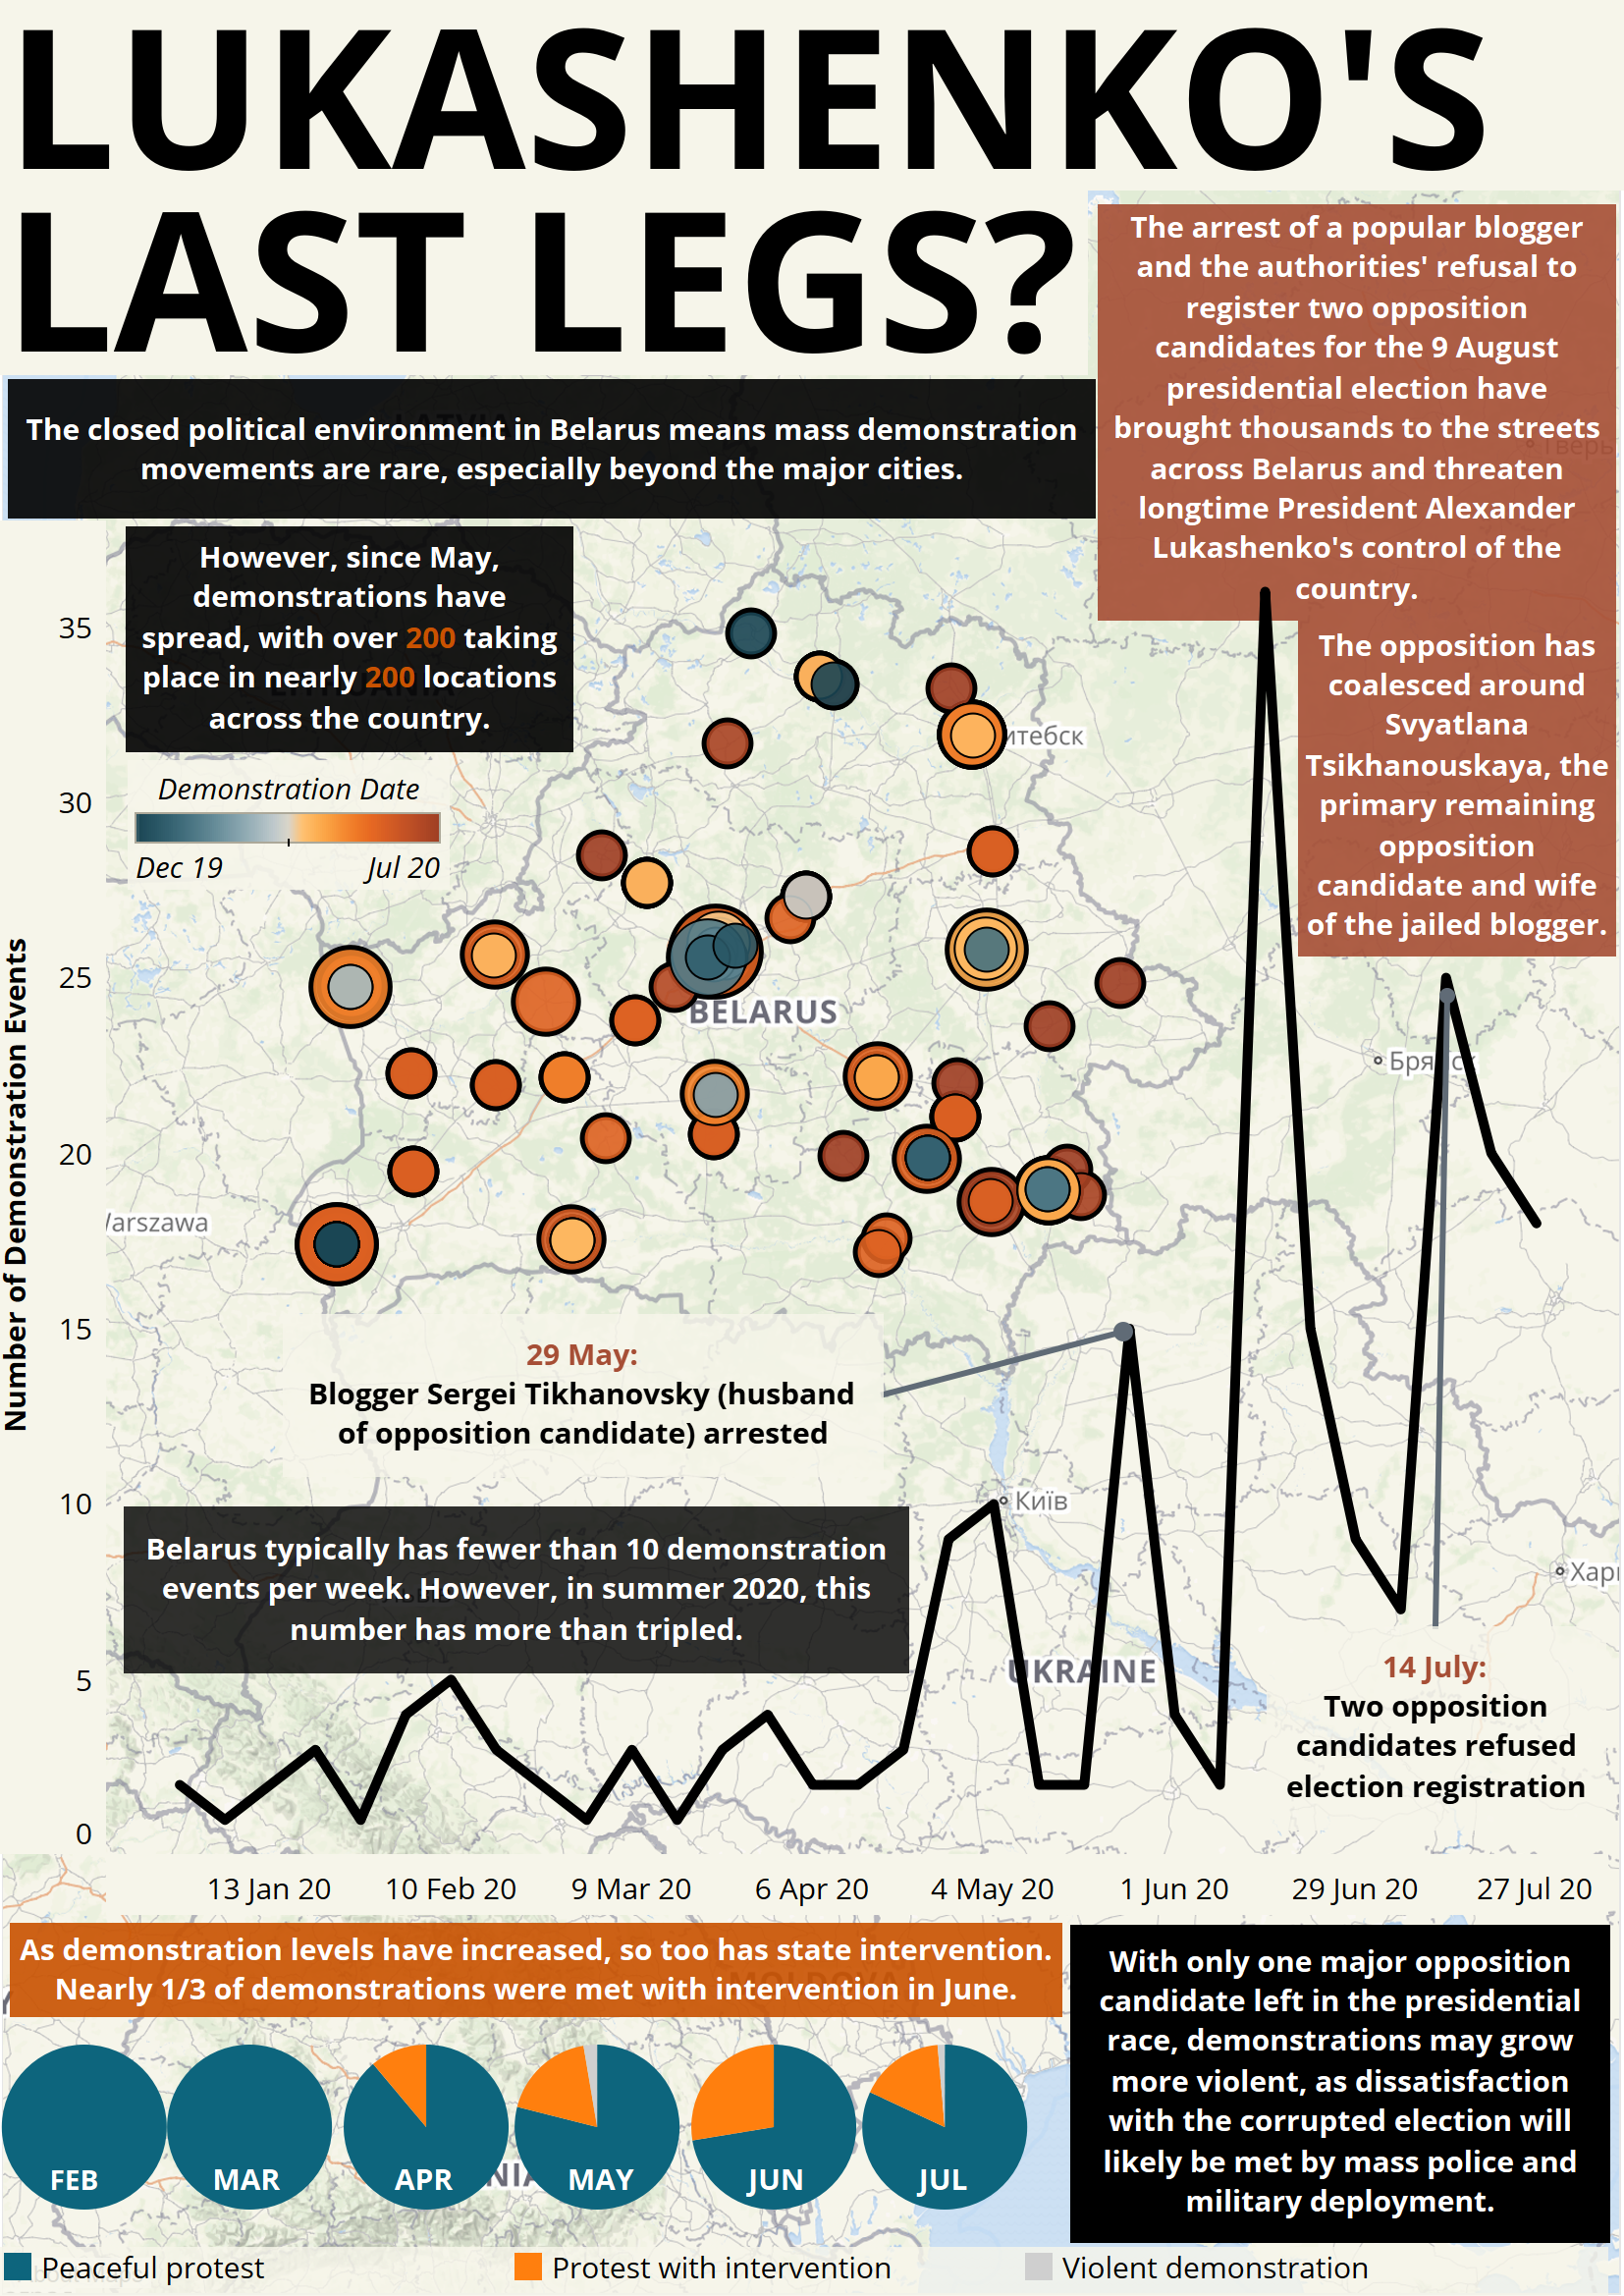 LUKASHENKO'S
LAST LEGS?
The arrest of a popular blogger
and the authorities' refusal to
register two opposition
candidates for the 9 August
presidential election have
brought thousands to the streets
across Belarus and threaten
longtime President Alexander
Lukashenko's control of the
country.
The closed political environment in Belarus means mass demonstration
movements are rare, especially beyond the major cities.
However, since May,
demonstrations have
spread, with over 200 taking
place in nearly 200 locations
across the country.
The opposition has
coalesced around
Svyatlana
Tsikhanouskaya, the
primary remaining
opposition
candidate and wife
of the jailed blogger.
Demonstration Date
Dec 19
Jul 20
итебск
BELARUS
Брянск
Warszawa
Київ
UKRAINE
Харк
Тверь
Number of Demonstration Events
35
30
25
20
15
10
5
0
29 May:
Blogger Sergei Tikhanovsky (husband
of opposition candidate) arrested
Belarus typically has fewer than 10 demonstration
events per week. However, in summer 2020, this
number has more than tripled.
14 July:
Two opposition
candidates refused
election registration
13 Jan 20
10 Feb 20
9 Mar 20
6 Apr 20
4 May 20
1 Jun 20
29 Jun 20
27 Jul 20
As demonstration levels have increased, so too has state intervention.
Nearly 1/3 of demonstrations were met with intervention in June.
With only one major opposition
candidate left in the presidential
race, demonstrations may grow
more violent, as dissatisfaction
with the corrupted election will
likely be met by mass police and
military deployment.
FEB
MAR
APR
MAY
JUN
JUL
Peaceful protest
Protest with intervention
Violent demonstration